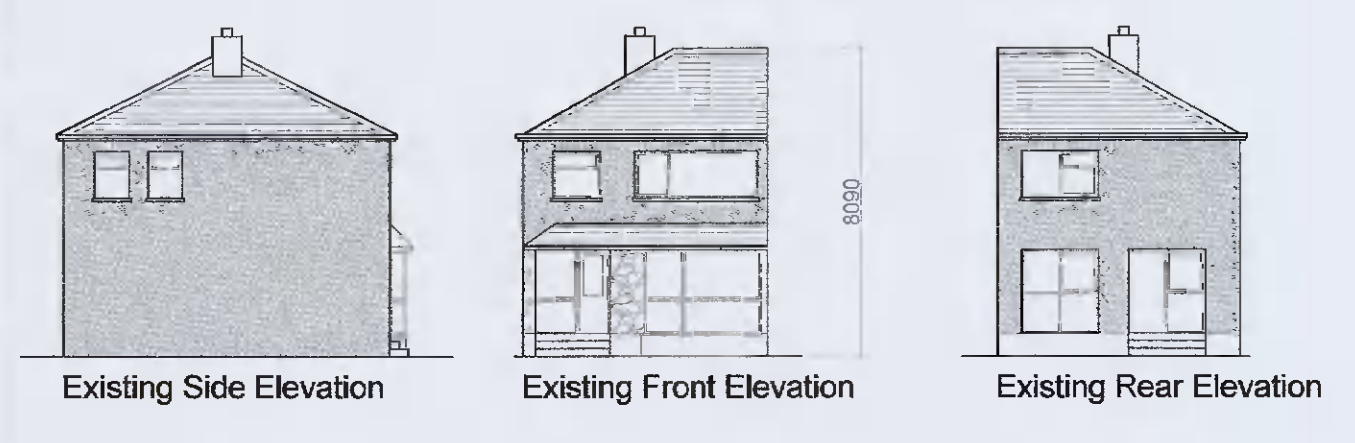 8090
Existing Side Elevation
Existing Front Elevation
Existing Rear Elevation